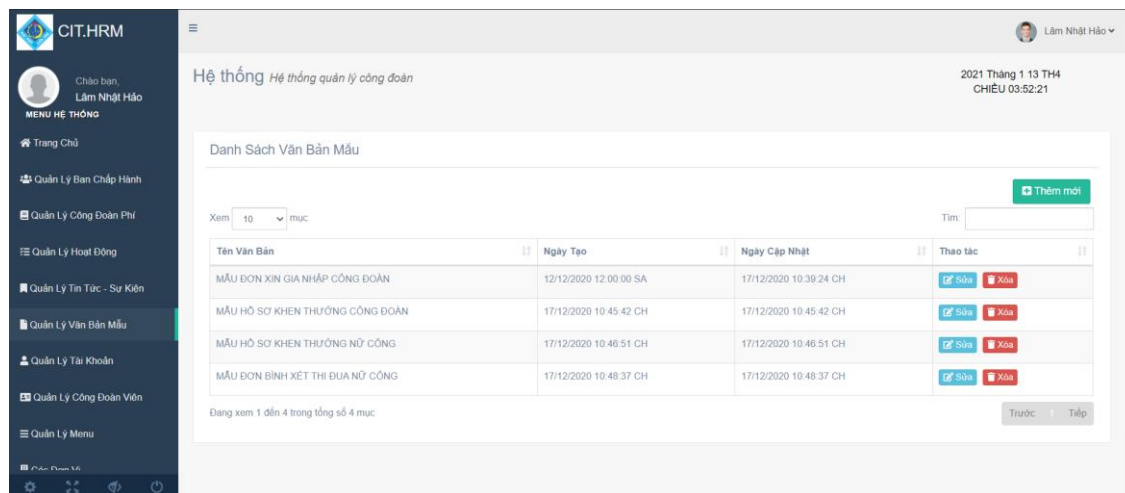 CIT.HRM
Lâm Nhật Hảo
Chào bạn,
Lâm Nhật Hảo
MENU HỆ THỐNG
Hệ thống Hệ thống quản lý công đoàn
2021 Tháng 1 13 TH4
CHIỀU 03:52:21
Trang Chủ
Quản Lý Ban Chấp Hành
Quản Lý Công Đoàn Phí
Quản Lý Hoạt Động
Quản Lý Tin Tức - Sự Kiện
Quản Lý Văn Bản Mẫu
Quản Lý Tài Khoản
Quản Lý Công Đoàn Viên
Quản Lý Menu
Các Đơn Vị
Danh Sách Văn Bản Mẫu
Thêm mới
Xem 10 mục
Tìm:
Tên Văn Bản Ngày Tạo Ngày Cập Nhật Thao tác
MẪU ĐƠN XIN GIA NHẬP CÔNG ĐOÀN 12/12/2020 12:00:00 SA 17/12/2020 10:39:24 CH Sửa Xóa
MẪU HỒ SƠ KHEN THƯỞNG CÔNG ĐOÀN 17/12/2020 10:45:42 CH 17/12/2020 10:45:42 CH Sửa Xóa
MẪU HỒ SƠ KHEN THƯỞNG NỮ CÔNG 17/12/2020 10:46:51 CH 17/12/2020 10:46:51 CH Sửa Xóa
MẪU ĐƠN BÌNH XÉT THI ĐUA NỮ CÔNG 17/12/2020 10:48:37 CH 17/12/2020 10:48:37 CH Sửa Xóa
Đang xem 1 đến 4 trong tổng số 4 mục
Trước 1 Tiếp